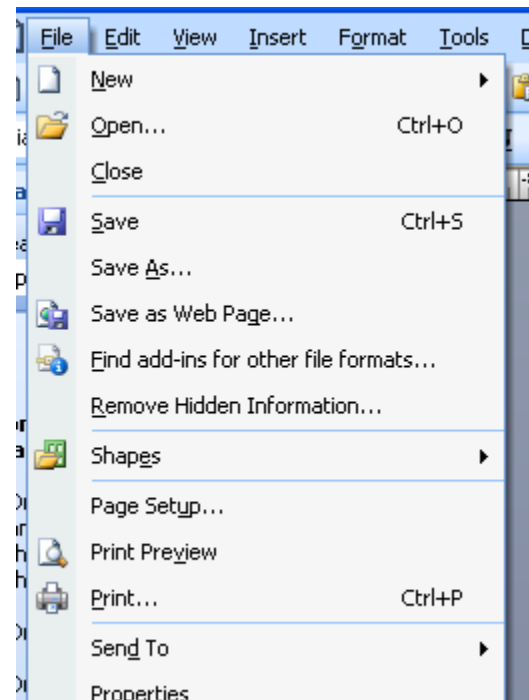 File Edit View Insert Format Tools
New
Open... Ctrl+O
Close
Save Ctrl+S
Save As...
Save as Web Page...
Find add-ins for other file formats...
Remove Hidden Information...
Shapes
Page Setup...
Print Preview
Print... Ctrl+P
Send To
Properties